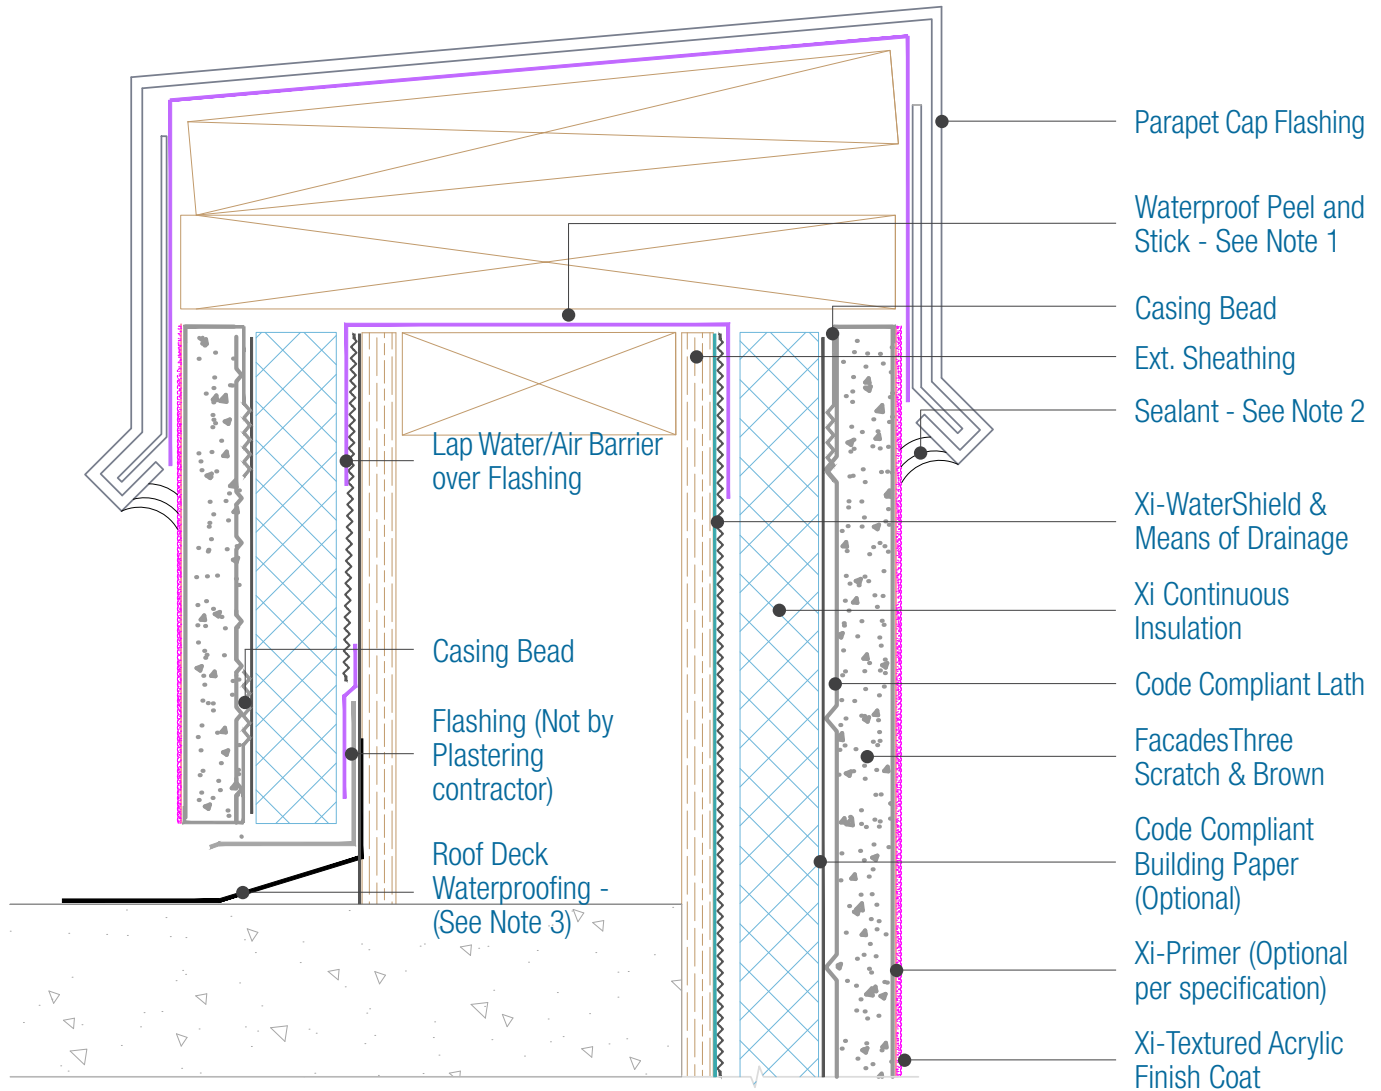 Parapet Cap Flashing
Waterproof Peel and
Stick - See Note 1
Casing Bead
Ext. Sheathing
Sealant - See Note 2
Lap Water/Air Barrier
over Flashing
Xi-WaterShield &
Means of Drainage
Xi Continuous
Insulation
Casing Bead
Code Compliant Lath
Flashing (Not by
Plastering
contractor)
FacadesThree
Scratch & Brown
Roof Deck
Waterproofing -
(See Note 3)
Code Compliant
Building Paper
(Optional)
Xi-Primer (Optional
per specification)
Xi-Textured Acrylic
Finish Coat